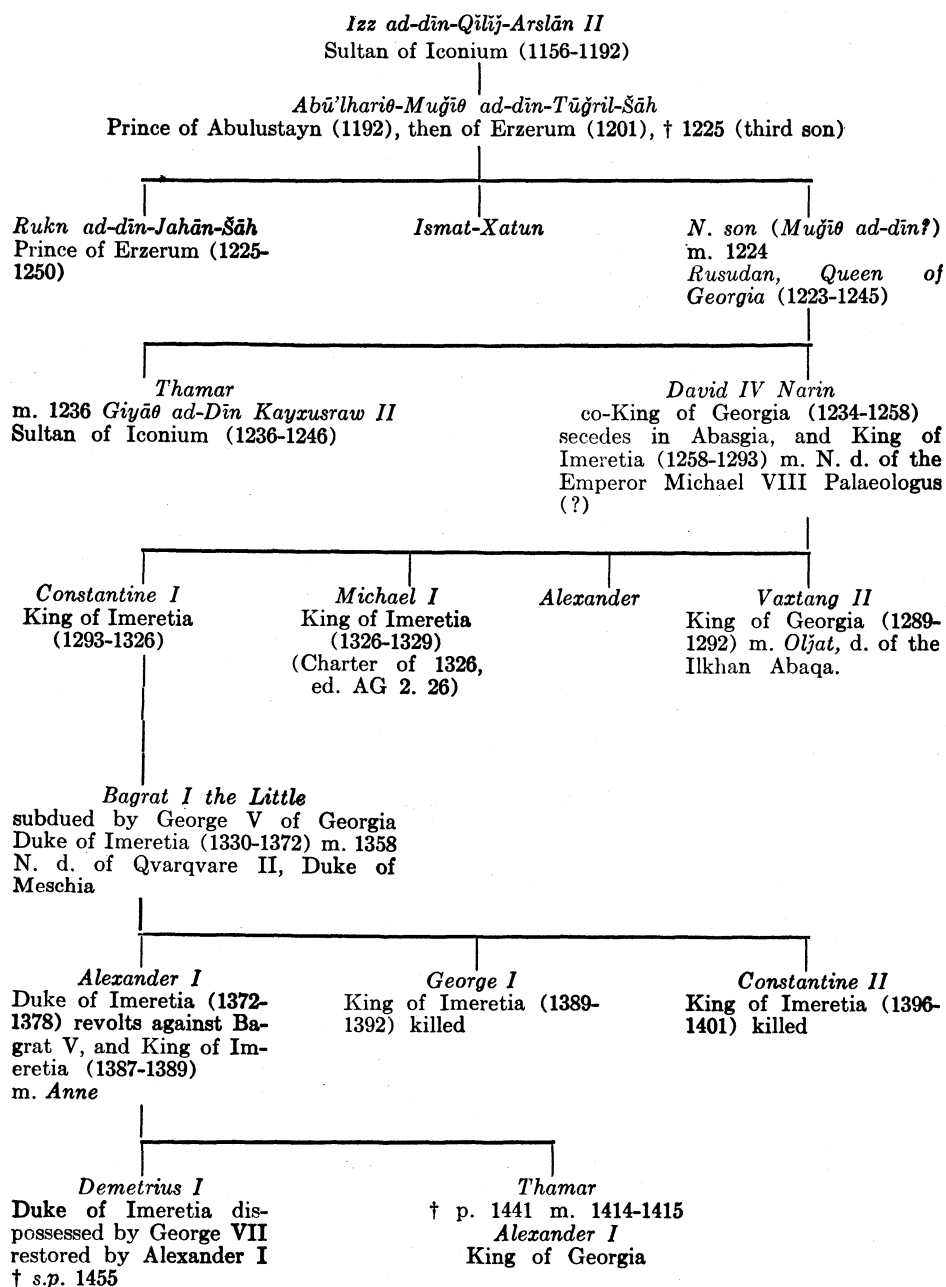 Izz ad-dīn-Qĭlĭǰ-Arslān II
Sultan of Iconium (1156-1192)
Abū'lhariθ-Muǧīθ ad-dīn-Tūǧril-Šāh
Prince of Abulustayn (1192), then of Erzerum (1201), † 1225 (third son)
Rukn ad-dīn-Jahān-Šāh
Prince of Erzerum (1225-
1250)
Ismat-Xatun
N. son (Muǧīθ ad-dīn?)
m. 1224
Rusudan, Queen of
Georgia (1223-1245)
Thamar
m. 1236 Giyāθ ad-Dīn Kayxusraw II
Sultan of Iconium (1236-1246)
David IV Narin
co-King of Georgia (1234-1258)
secedes in Abasgia, and King of
Imeretia (1258-1293) m. N. d. of the
Emperor Michael VIII Palaeologus
(?)
Constantine I
King of Imeretia
(1293-1326)
Michael I
King of Imeretia
(1326-1329)
(Charter of 1326,
ed. AG 2. 26)
Alexander
Vaxtang II
King of Georgia (1289-
1292) m. Olǰat, d. of the
Ilkhan Abaqa.
Bagrat I the Little
subdued by George V of Georgia
Duke of Imeretia (1330-1372) m. 1358
N. d. of Qvarqvare II, Duke of
Meschia
Alexander I
Duke of Imeretia (1372-
1378) revolts against Ba-
grat V, and King of Im-
eretia (1387-1389)
m. Anne
George I
King of Imeretia (1389-
1392) killed
Constantine II
King of Imeretia (1396-
1401) killed
Demetrius I
Duke of Imeretia dis-
possessed by George VII
restored by Alexander I
† s.p. 1455
Thamar
† p. 1441 m. 1414-1415
Alexander I
King of Georgia